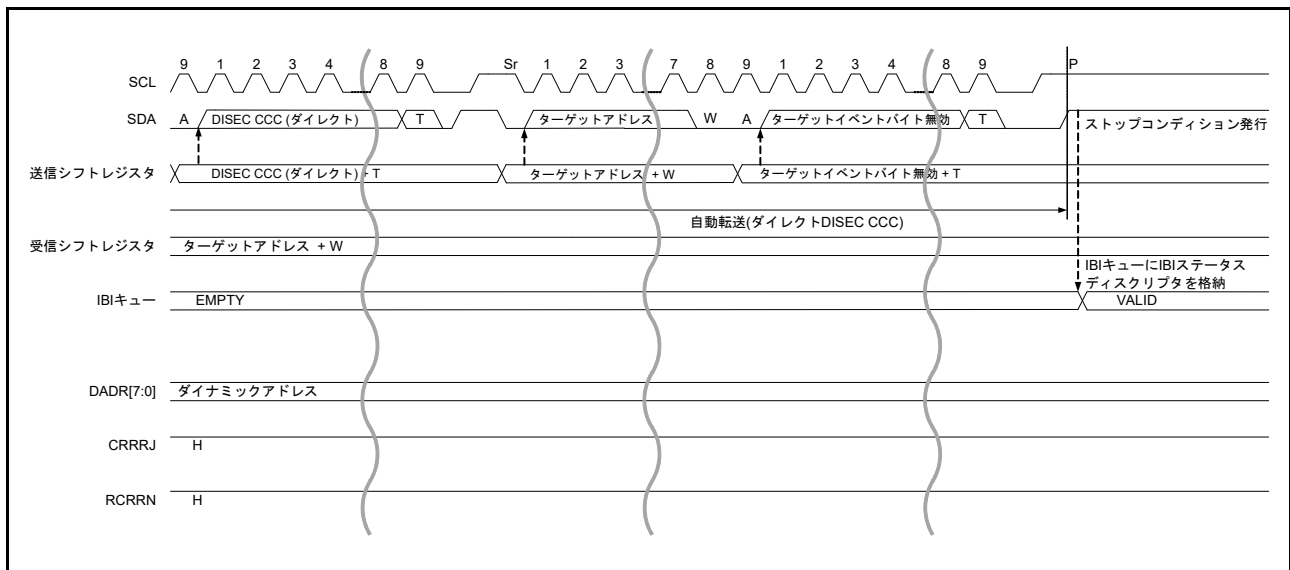 9 1 2 3 4 8 9 Sr 1 2 3 7 8 9 1 2 3 4 8 9 P
SCL
SDA A DISEC CCC (ダイレクト) T ターゲットアドレス W A ターゲットイベントバイト無効 T ストップコンディション発行
送信シフトレジスタ DISEC CCC (ダイレクト) + T ターゲットアドレス + W ターゲットイベントバイト無効 + T
自動転送(ダイレクトDISEC CCC)
受信シフトレジスタ ターゲットアドレス + W
IBIキューにIBIステータス
ディスクリプタを格納
IBIキュー EMPTY VALID
DADR[7:0] ダイナミックアドレス
CRRRJ H
RCRRN H